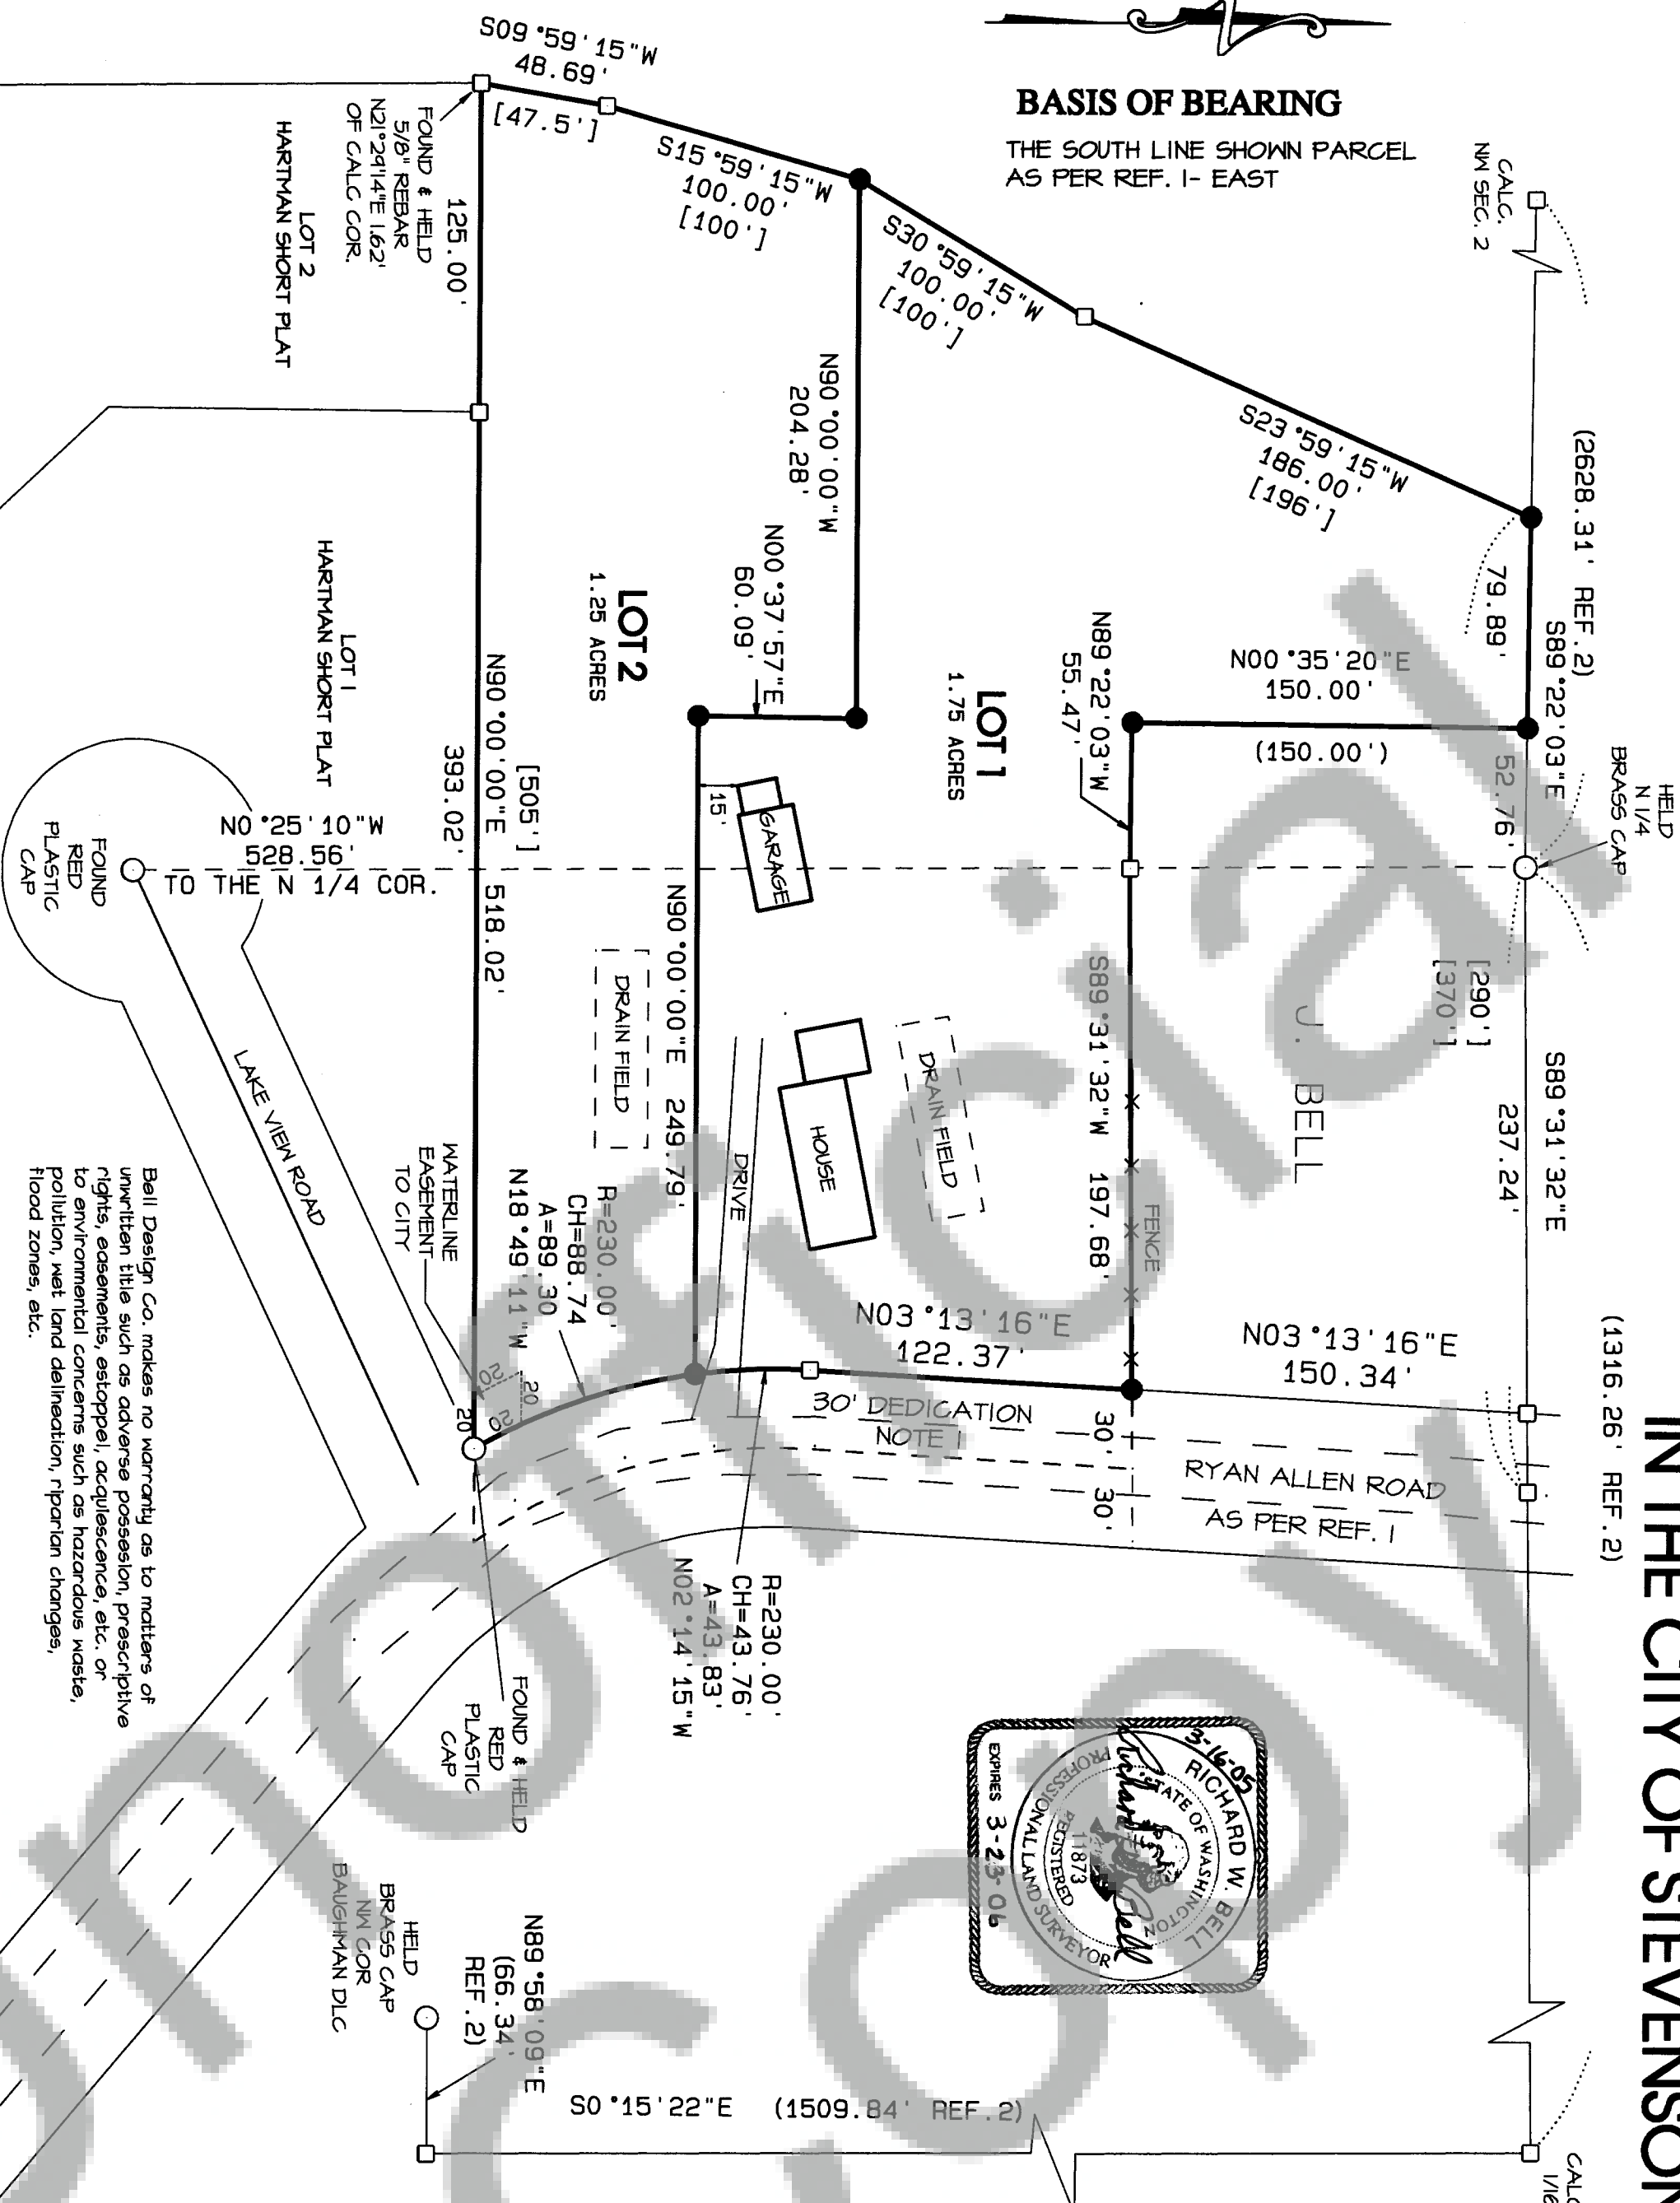 IN THE CITY OF STEVENSON
BASIS OF BEARING
THE SOUTH LINE SHOWN PARCEL
AS PER REF. 1- EAST
CALC.
NW SEC. 2
(2628.31' REF.2)
S89°22'03"E
79.89'
52.76'
HELD
N 1/4
BRASS CAP
[290']
[370']
S89°31'32"E
237.24'
(1316.26' REF.2)
CALC
1/16
S09°59'15"W
48.69'
[47.5']
S15°59'15"W
100.00'
[100']
S30°59'15"W
100.00'
[100']
S23°59'15"W
186.00'
[196']
N00°35'20"E
150.00'
(150.00')
N89°22'03"W
55.47'
S89°31'32"W 197.68'
FENCE
J. BELL
N03°13'16"E
150.34'
N03°13'16"E
122.37'
30' DEDICATION
NOTE 1
30'
30'
RYAN ALLEN ROAD
AS PER REF. 1
LOT 1
1.75 ACRES
N90°00'00"W
204.28'
N00°37'57"E
60.09'
LOT 2
1.25 ACRES
15'
GARAGE
HOUSE
DRAIN FIELD
DRIVE
N90°00'00"E 249.79'
DRAIN FIELD
R=230.00'
CH=88.74
A=89.30
N18°49'11"W
R=230.00'
CH=43.76'
A=43.83'
N02°14'15"W
FOUND & HELD
5/8" REBAR
N21°29'14"E 1.62'
OF CALC COR.
125.00'
LOT 2
HARTMAN SHORT PLAT
LOT 1
HARTMAN SHORT PLAT
[505']
N90°00'00"E 518.02'
393.02'
N0°25'10"W
528.56'
TO THE N 1/4 COR.
FOUND
RED
PLASTIC
CAP
LAKE VIEW ROAD
WATERLINE
EASEMENT
TO CITY
20
50
50
20
FOUND & HELD
RED
PLASTIC
CAP
HELD
BRASS CAP
NW COR
BAUGHMAN DLC
N89°58'09"E
(66.34'
REF.2)
S0°15'22"E (1509.84' REF.2)
Bell Design Co. makes no warranty as to matters of
unwritten title such as adverse possesion, prescriptive
rights, easements, estoppel, acquiescence, etc. or
to environmental concerns such as hazardous waste,
pollution, wet land delineation, riparian changes,
flood zones, etc.
3-16-05
RICHARD W. BELL
STATE OF WASHINGTON
11873
REGISTERED
PROFESSIONAL LAND SURVEYOR
Richard W Bell
EXPIRES 3-23-06